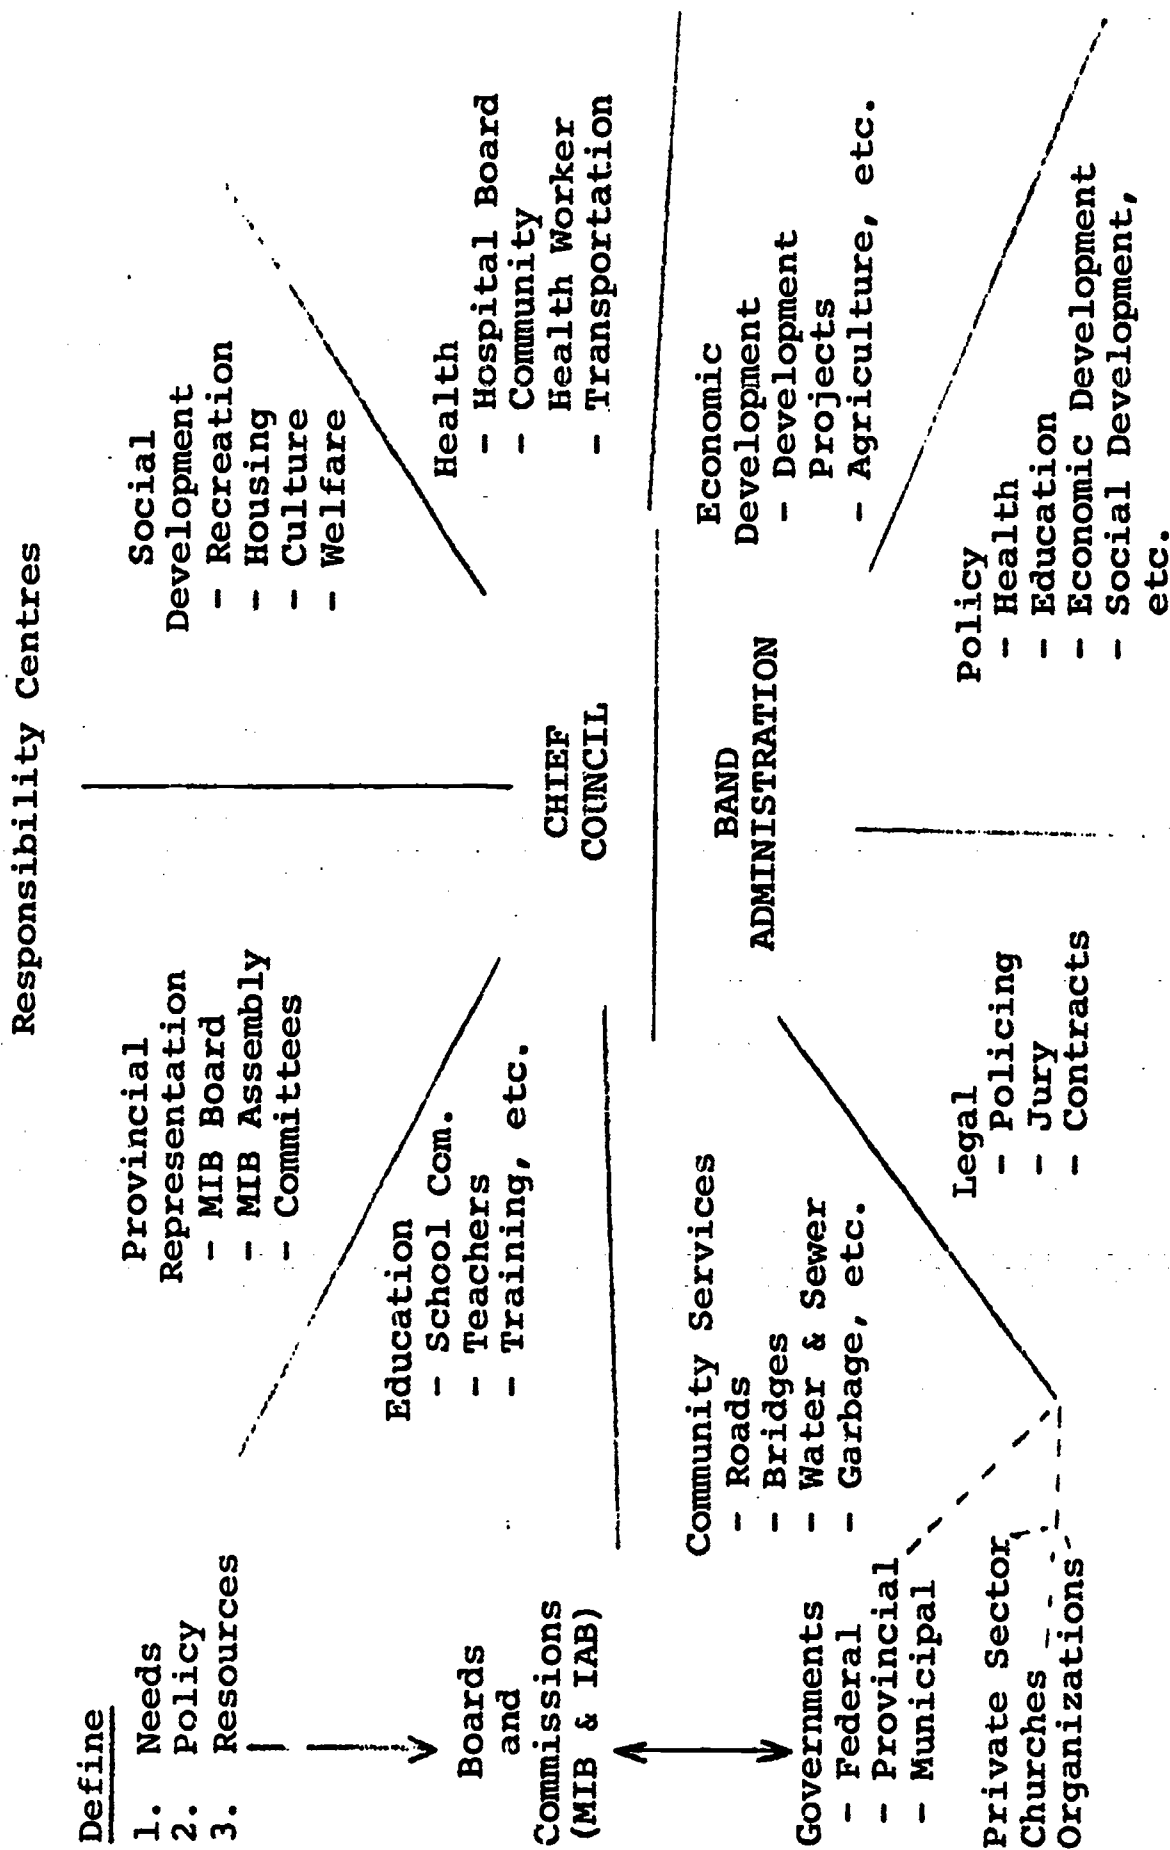 Responsibility Centres
Define
1. Needs
2. Policy
3. Resources
Boards
and
Commissions
(MIB & IAB)
Governments
- Federal
- Provincial
- Municipal
Private Sector
Churches
Organizations
Provincial
Representation
- MIB Board
- MIB Assembly
- Committees
Education
- School Com.
- Teachers
- Training, etc.
Community Services
- Roads
- Bridges
- Water & Sewer
- Garbage, etc.
Legal
- Policing
- Jury
- Contracts
CHIEF
COUNCIL
BAND
ADMINISTRATION
Social
Development
- Recreation
- Housing
- Culture
- Welfare
Health
- Hospital Board
- Community
Health Worker
- Transportation
Economic
Development
- Development
Projects
- Agriculture, etc.
Policy
- Health
- Education
- Economic Development
- Social Development,
etc.